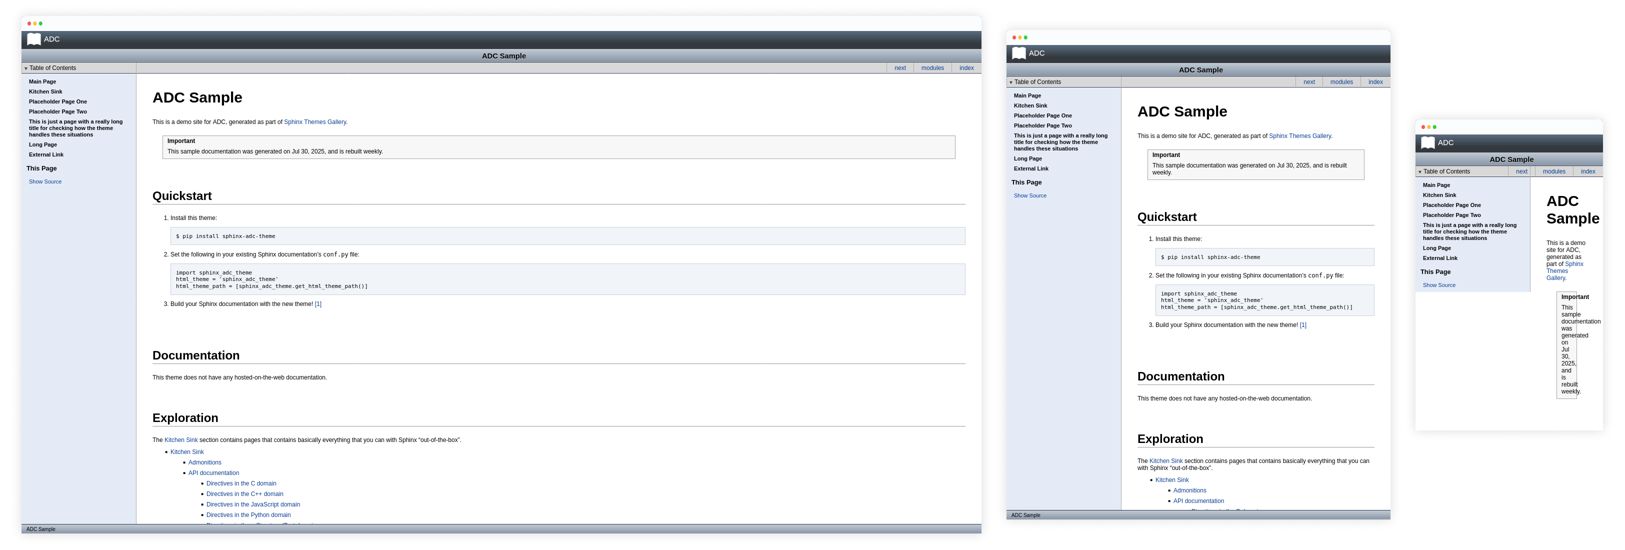 ADC
ADC Sample
Table of Contents
next
modules
index
Main Page
Kitchen Sink
Placeholder Page One
Placeholder Page Two
This is just a page with a really long
title for checking how the theme
handles these situations
Long Page
External Link
This Page
Show Source
ADC Sample
This is a demo site for ADC, generated as part of Sphinx Themes Gallery.
Important
This sample documentation was generated on Jul 30, 2025, and is rebuilt weekly.
Quickstart
1. Install this theme:
$ pip install sphinx-adc-theme
2. Set the following in your existing Sphinx documentation's conf.py file:
import sphinx_adc_theme
html_theme = 'sphinx_adc_theme'
html_theme_path = [sphinx_adc_theme.get_html_theme_path()]
3. Build your Sphinx documentation with the new theme! [1]
Documentation
This theme does not have any hosted-on-the-web documentation.
Exploration
The Kitchen Sink section contains pages that contains basically everything that you can with Sphinx “out-of-the-box”.
Kitchen Sink
Admonitions
API documentation
Directives in the C domain
Directives in the C++ domain
Directives in the JavaScript domain
Directives in the Python domain
ADC Sample
ADC
ADC Sample
Table of Contents
next
modules
index
Main Page
Kitchen Sink
Placeholder Page One
Placeholder Page Two
This is just a page with a really long
title for checking how the theme
handles these situations
Long Page
External Link
This Page
Show Source
ADC Sample
This is a demo site for ADC, generated as part of Sphinx Themes Gallery.
Important
This sample documentation was generated on Jul 30, 2025, and is rebuilt
weekly.
Quickstart
1. Install this theme:
$ pip install sphinx-adc-theme
2. Set the following in your existing Sphinx documentation's conf.py file:
import sphinx_adc_theme
html_theme = 'sphinx_adc_theme'
html_theme_path = [sphinx_adc_theme.get_html_theme_path()]
3. Build your Sphinx documentation with the new theme! [1]
Documentation
This theme does not have any hosted-on-the-web documentation.
Exploration
The Kitchen Sink section contains pages that contains basically everything that you can
with Sphinx “out-of-the-box”.
Kitchen Sink
Admonitions
API documentation
ADC Sample
ADC
ADC Sample
Table of Contents
next
modules
index
Main Page
Kitchen Sink
Placeholder Page One
Placeholder Page Two
This is just a page with a really long
title for checking how the theme
handles these situations
Long Page
External Link
This Page
Show Source
ADC
Sample
This is a demo
site for ADC,
generated as
part of Sphinx
Themes
Gallery.
Important
This
sample
documentation
was
generated
on
Jul
30,
2025,
and
is
rebuilt
weekly.